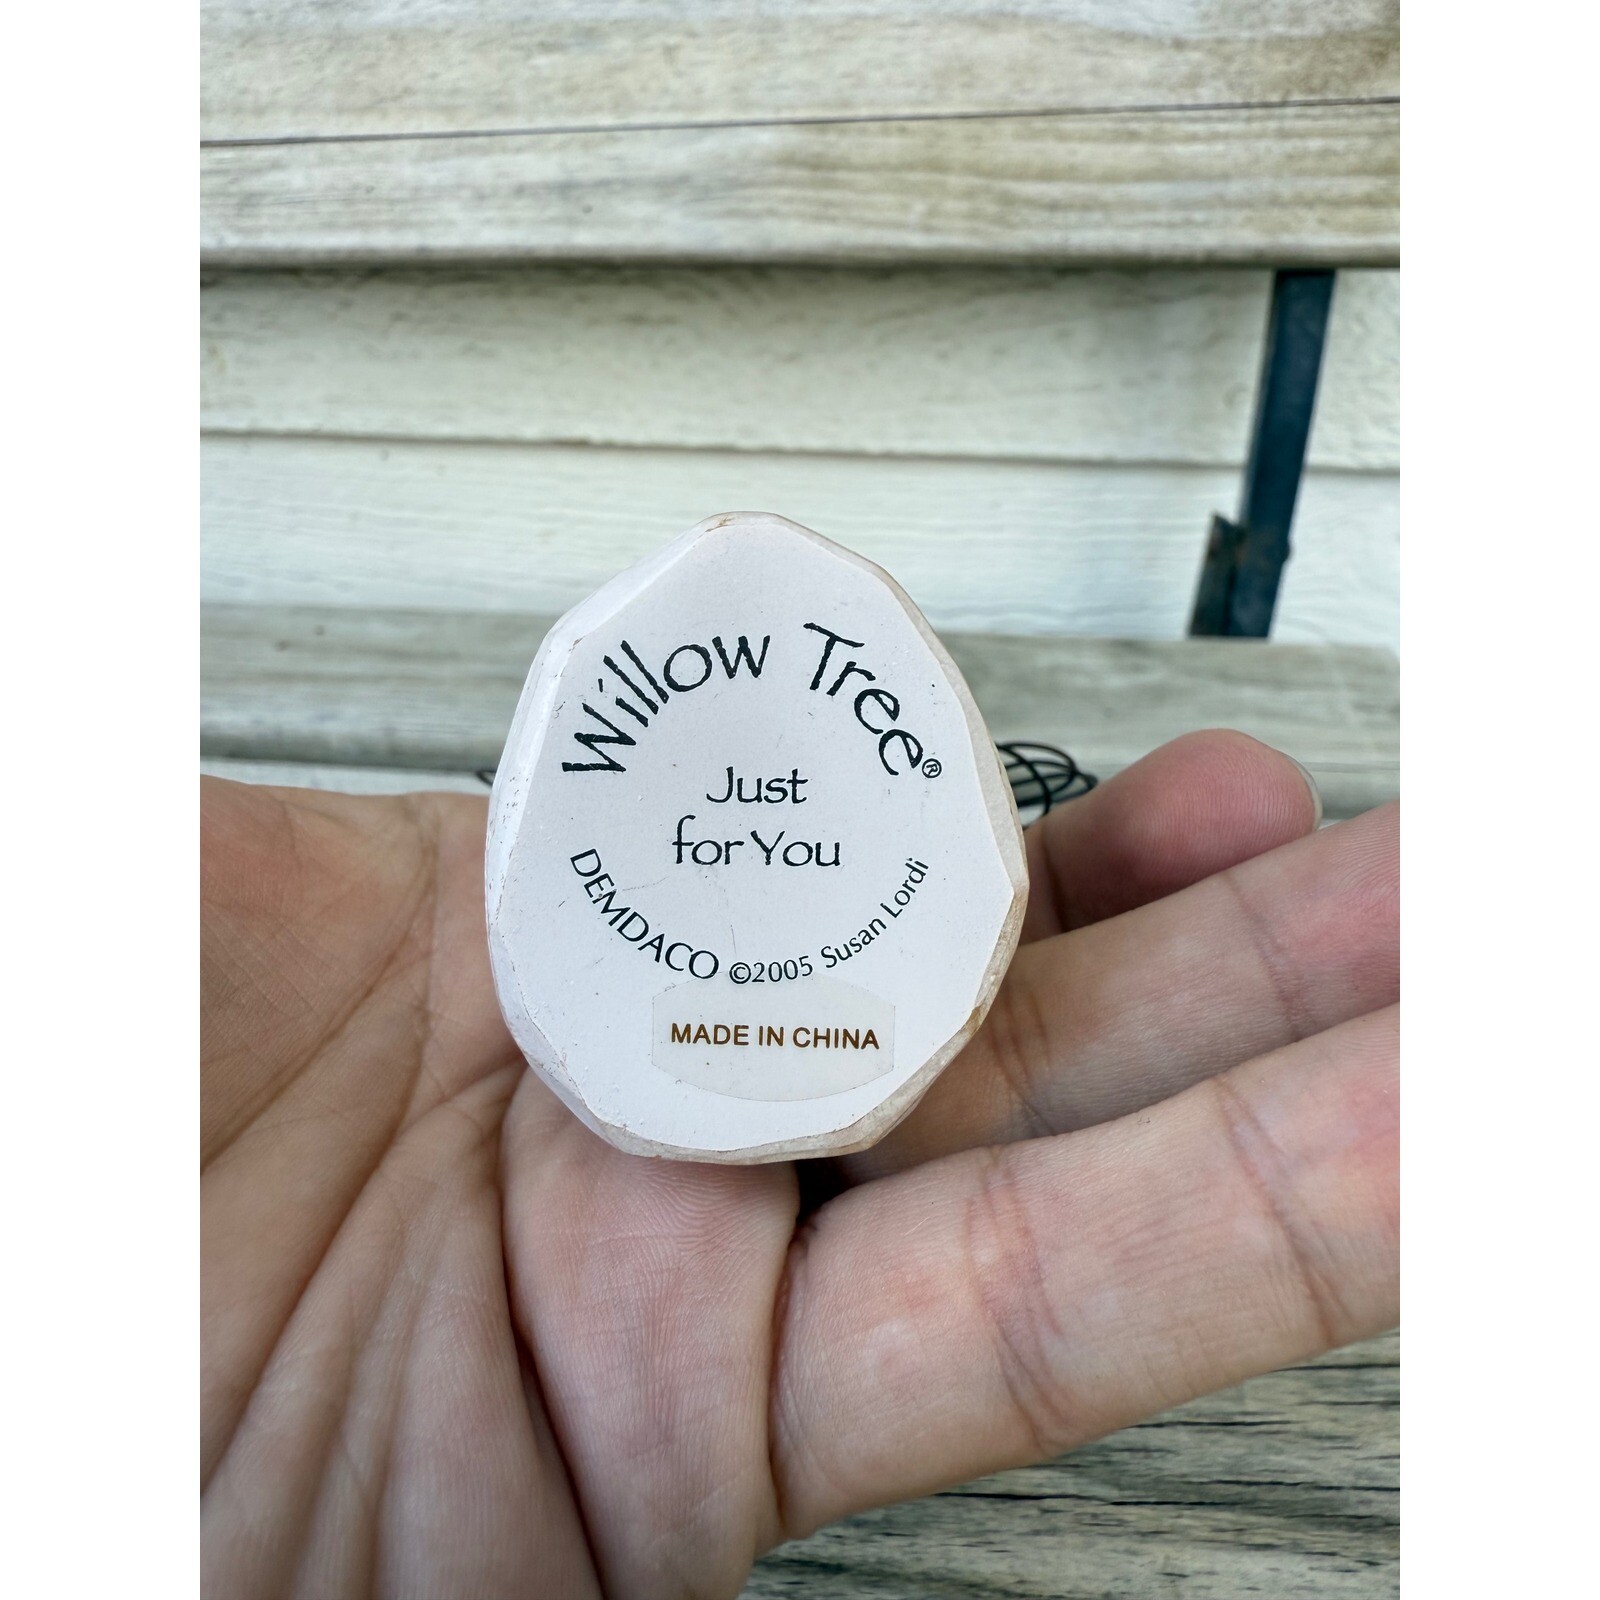 Willow Tree®
Just
for You
DEMDACO ©2005 Susan Lordi
MADE IN CHINA